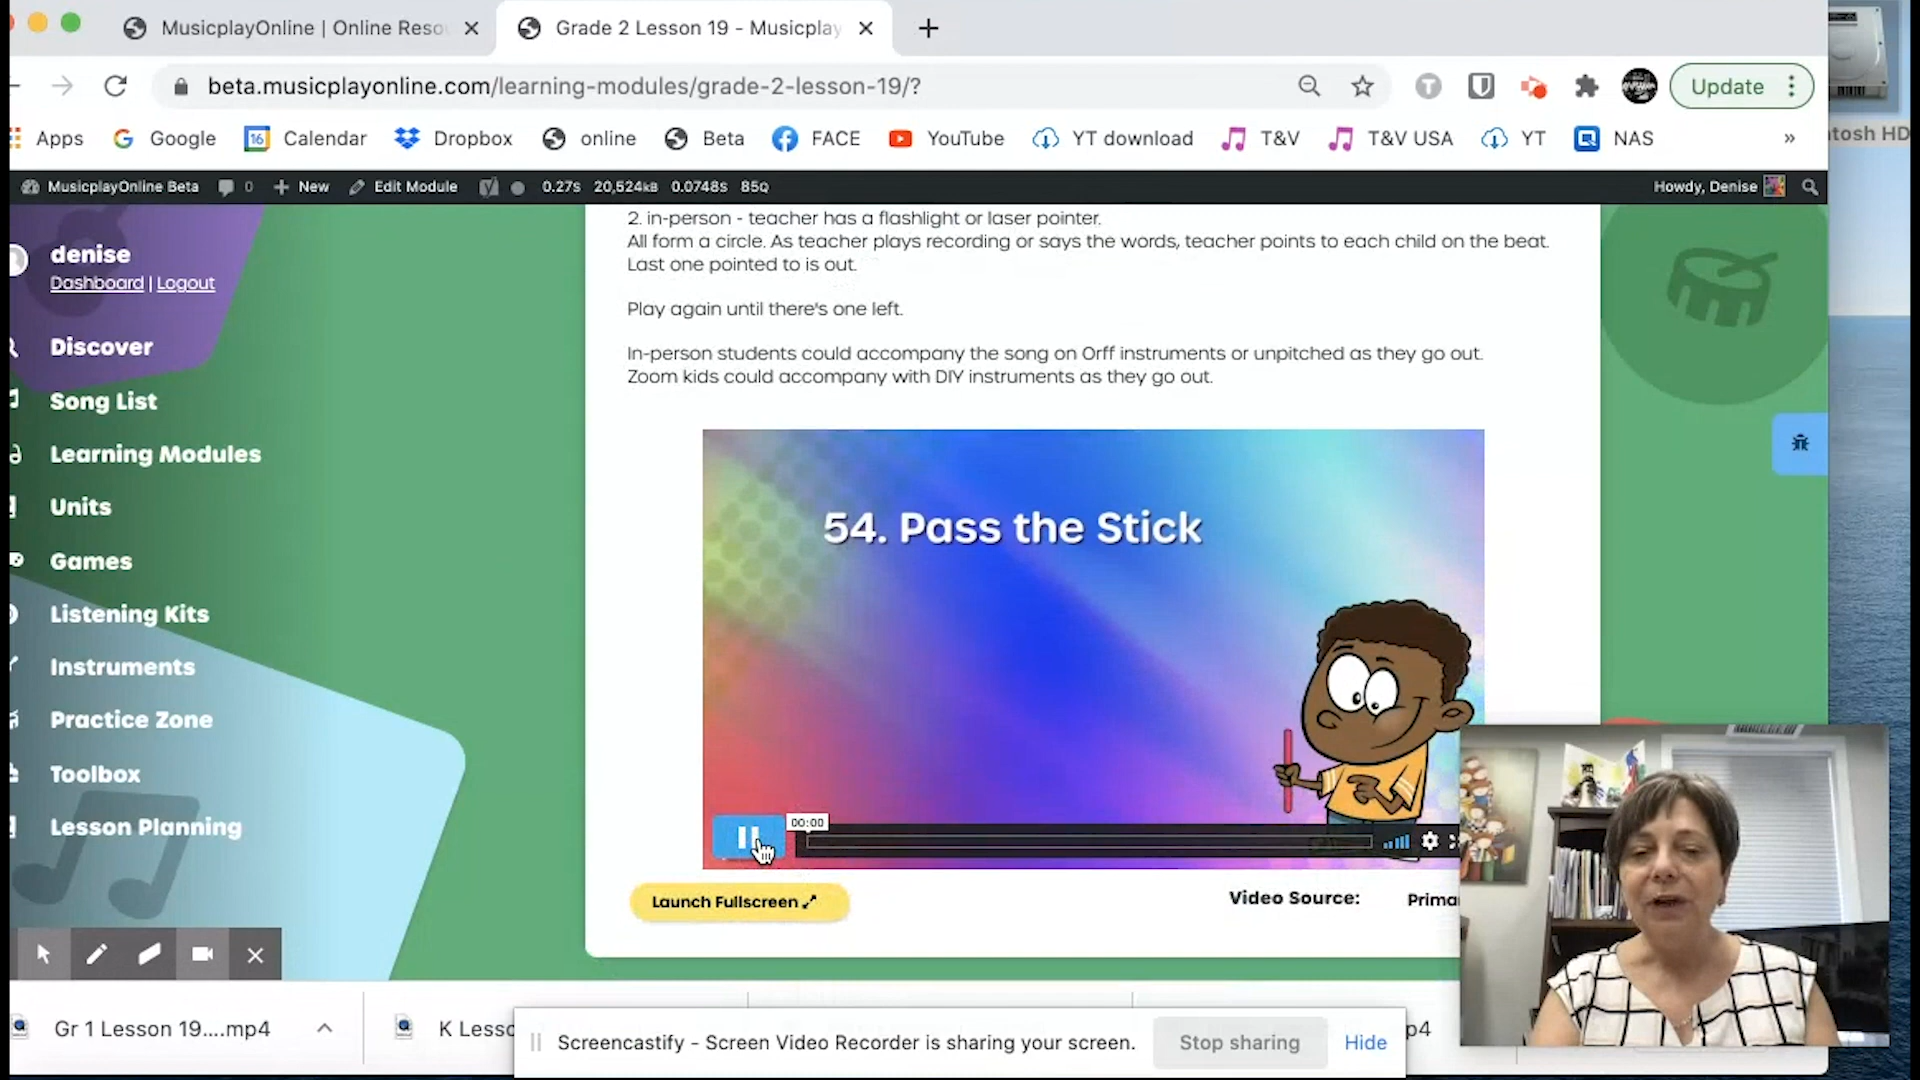 MusicplayOnline | Online Reso
Grade 2 Lesson 19 - Musicplay
beta.musicplayonline.com/learning-modules/grade-2-lesson-19/?
Update
Apps
Google
16
Calendar
Dropbox
online
Beta
FACE
YouTube
YT download
T&V
T&V USA
YT
NAS
»
ntosh HD
MusicplayOnline Beta
0
New
Edit Module
0.27S 20,524KB 0.0748S 85Q
Howdy, Denise
denise
Dashboard | Logout
Discover
Song List
Learning Modules
Units
Games
Listening Kits
Instruments
Practice Zone
Toolbox
Lesson Planning
2. in-person - teacher has a flashlight or laser pointer.
All form a circle. As teacher plays recording or says the words, teacher points to each child on the beat.
Last one pointed to is out.
Play again until there's one left.
In-person students could accompany the song on Orff instruments or unpitched as they go out.
Zoom kids could accompany with DIY instruments as they go out.
54. Pass the Stick
00:00
Launch Fullscreen
Video Source:
Prima
Gr 1 Lesson 19....mp4
K Lesso
p4
Screencastify - Screen Video Recorder is sharing your screen.
Stop sharing
Hide